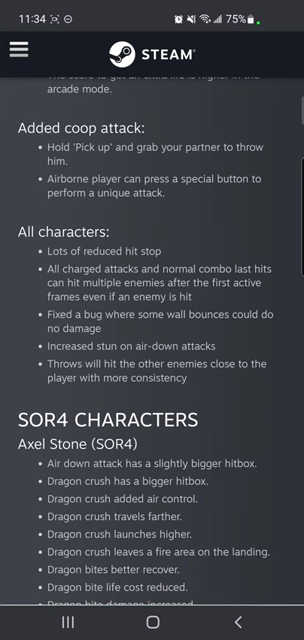 11:34
75%
STEAM®
The score to get an extra life is higher in the
arcade mode.
Added coop attack:
• Hold 'Pick up' and grab your partner to throw
him.
• Airborne player can press a special button to
perform a unique attack.
All characters:
• Lots of reduced hit stop
• All charged attacks and normal combo last hits
can hit multiple enemies after the first active
frames even if an enemy is hit
• Fixed a bug where some wall bounces could do
no damage
• Increased stun on air-down attacks
• Throws will hit the other enemies close to the
player with more consistency
SOR4 CHARACTERS
Axel Stone (SOR4)
• Air down attack has a slightly bigger hitbox.
• Dragon crush has a bigger hitbox.
• Dragon crush added air control.
• Dragon crush travels farther.
• Dragon crush launches higher.
• Dragon crush leaves a fire area on the landing.
• Dragon bites better recover.
• Dragon bite life cost reduced.
• Dragon bite damage increased